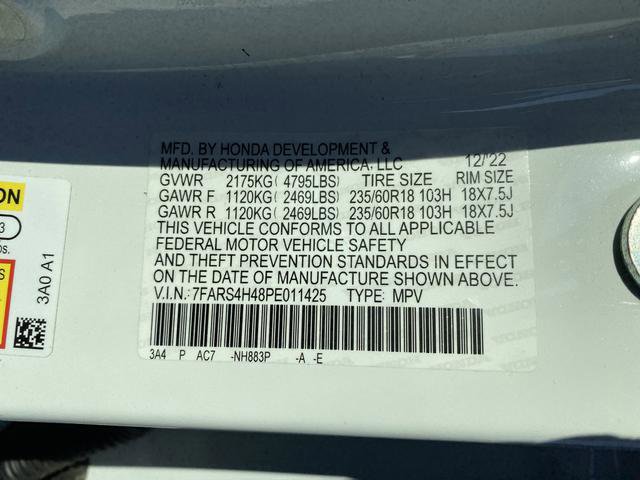 MFD. BY HONDA DEVELOPMENT &
MANUFACTURING OF AMERICA, LLC 12/'22
GVWR 2175KG( 4795LBS) TIRE SIZE RIM SIZE
GAWR F 1120KG( 2469LBS) 235/60R18 103H 18X7.5J
GAWR R 1120KG( 2469LBS) 235/60R18 103H 18X7.5J
THIS VEHICLE CONFORMS TO ALL APPLICABLE
FEDERAL MOTOR VEHICLE SAFETY
AND THEFT PREVENTION STANDARDS IN EFFECT
ON THE DATE OF MANUFACTURE SHOWN ABOVE.
V.I.N.:7FARS4H48PE011425 TYPE: MPV
3A4 P AC7 -NH883P -A -E
3A0 A1